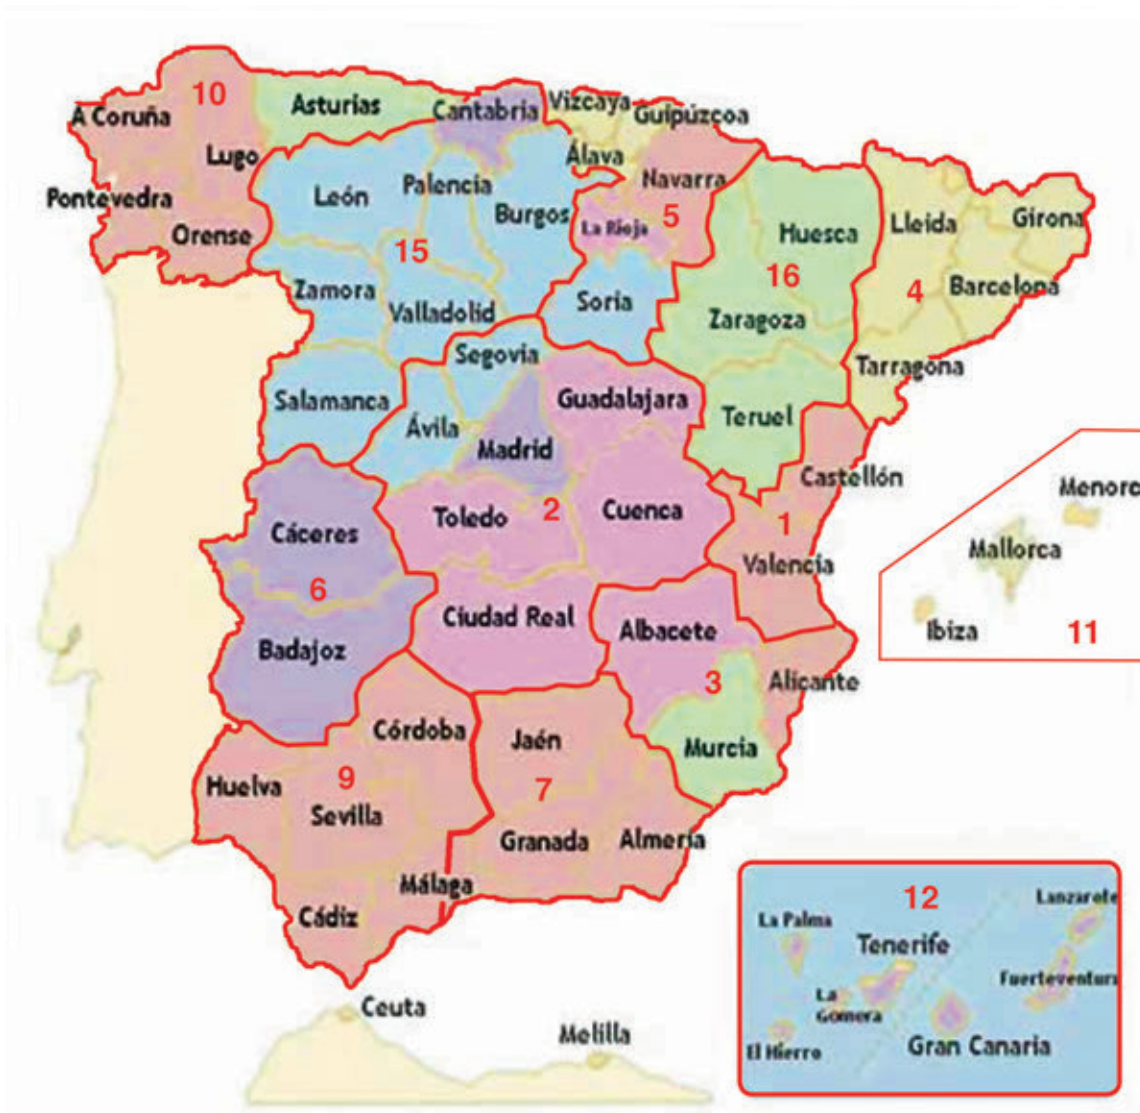 10
A Coruña
Asturias
Cantabria
Vizcaya
Guipúzcoa
Lugo
Álava
Navarra
Pontevedra
Orense
León
Palencia
Burgos
La Rioja
5
Huesca
Lleida
Girona
15
16
4
Zamora
Valladolid
Soria
Zaragoza
Barcelona
Segovia
Tarragona
Salamanca
Ávila
Guadalajara
Teruel
Madrid
Castellón
Menorc
Cáceres
Toledo
2
Cuenca
1
Valencia
Mallorca
6
Ibiza
11
Badajoz
Ciudad Real
Albacete
3
Alicante
Córdoba
Jaén
Murcia
Huelva
9
7
Sevilla
Granada
Almería
Málaga
Cádiz
12
La Palma
Tenerife
Lanzarote
La
Gomera
Fuerteventura
El Hierro
Gran Canaria
Ceuta
Melilla